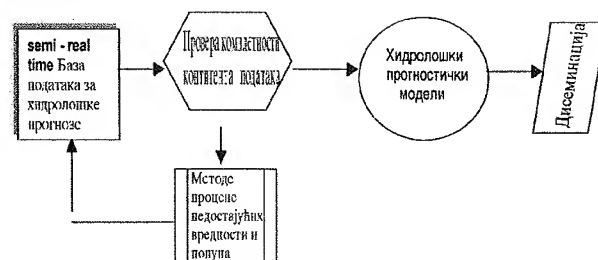 semi - real
time База
података за
хидролошке
прогнозе
Провера комплетности
контигента података
Хидролошки
прогностички
модели
Дисеминација
Методе
процене
недостајућих
вредности и
попуна